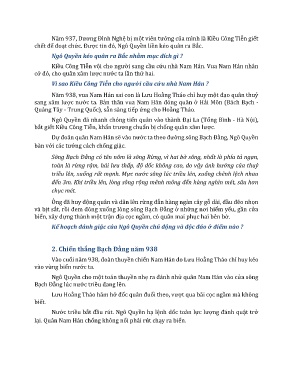 Năm 937, Dương Đình Nghệ bị một viên tướng của mình là Kiều Công Tiễn giết
chết để đoạt chức. Được tin đó, Ngô Quyền liền kéo quân ra Bắc.
Ngô Quyền kéo quân ra Bắc nhằm mục đích gì ?
Kiều Công Tiễn vội cho người sang cầu cứu nhà Nam Hán. Vua Nam Hán nhân
cớ đó, cho quân xâm lược nước ta lần thứ hai.
Vì sao Kiều Công Tiễn cho người cầu cứu nhà Nam Hán ?
Năm 938, vua Nam Hán sai con là Lưu Hoằng Tháo chỉ huy một đạo quân thuỷ
sang xâm lược nước ta. Bản thân vua Nam Hán đóng quân ở Hải Môn (Bách Bạch -
Quảng Tây - Trung Quốc), sẵn sàng tiếp ứng cho Hoằng Tháo.
Ngô Quyền đã nhanh chóng tiến quân vào thành Đại La (Tống Bình - Hà Nội),
bắt giết Kiều Công Tiễn, khẩn trương chuẩn bị chống quân xâm lược.
Dự đoán quân Nam Hán sẽ vào nước ta theo đường sông Bạch Đằng, Ngô Quyền
bàn với các tướng cách chống giặc.
Sông Bạch Đằng có tên nôm là sông Rừng, vì hai bờ sông, nhất là phía tả ngạn,
toàn là rừng rậm, hải lưu thấp, độ dốc không cao, do vậy ảnh hưởng của thuỷ
triều lên, xuống rất mạnh. Mực nước sông lúc triều lên, xuống chênh lệch nhau
đến 3m. Khi triều lên, lòng sông rộng mênh mông đến hàng nghìn mét, sâu hơn
chục mét.
Ông đã huy động quân và dân lên rừng đẵn hàng ngàn cây gỗ dài, đầu đẽo nhọn
và bịt sắt, rồi đem đóng xuống lòng sông Bạch Đằng ở những nơi hiểm yếu, gần cửa
biển, xây dựng thành một trận địa cọc ngầm, có quân mai phục hai bên bờ.
Kế hoạch đánh giặc của Ngô Quyền chủ động và độc đáo ở điểm nào ?
2. Chiến thắng Bạch Đằng năm 938
Vào cuối năm 938, đoàn thuyền chiến Nam Hán do Lưu Hoằng Tháo chỉ huy kéo
vào vùng biển nước ta.
Ngô Quyền cho một toán thuyền nhẹ ra đánh nhử quân Nam Hán vào cửa sông
Bạch Đằng lúc nước triều đang lên.
Lưu Hoằng Tháo hăm hở dốc quân đuổi theo, vượt qua bãi cọc ngầm mà không
biết.
Nước triều bắt đầu rút. Ngô Quyền hạ lệnh dốc toàn lực lượng đánh quật trở
lại. Quân Nam Hán chống không nổi phải rút chạy ra biển.